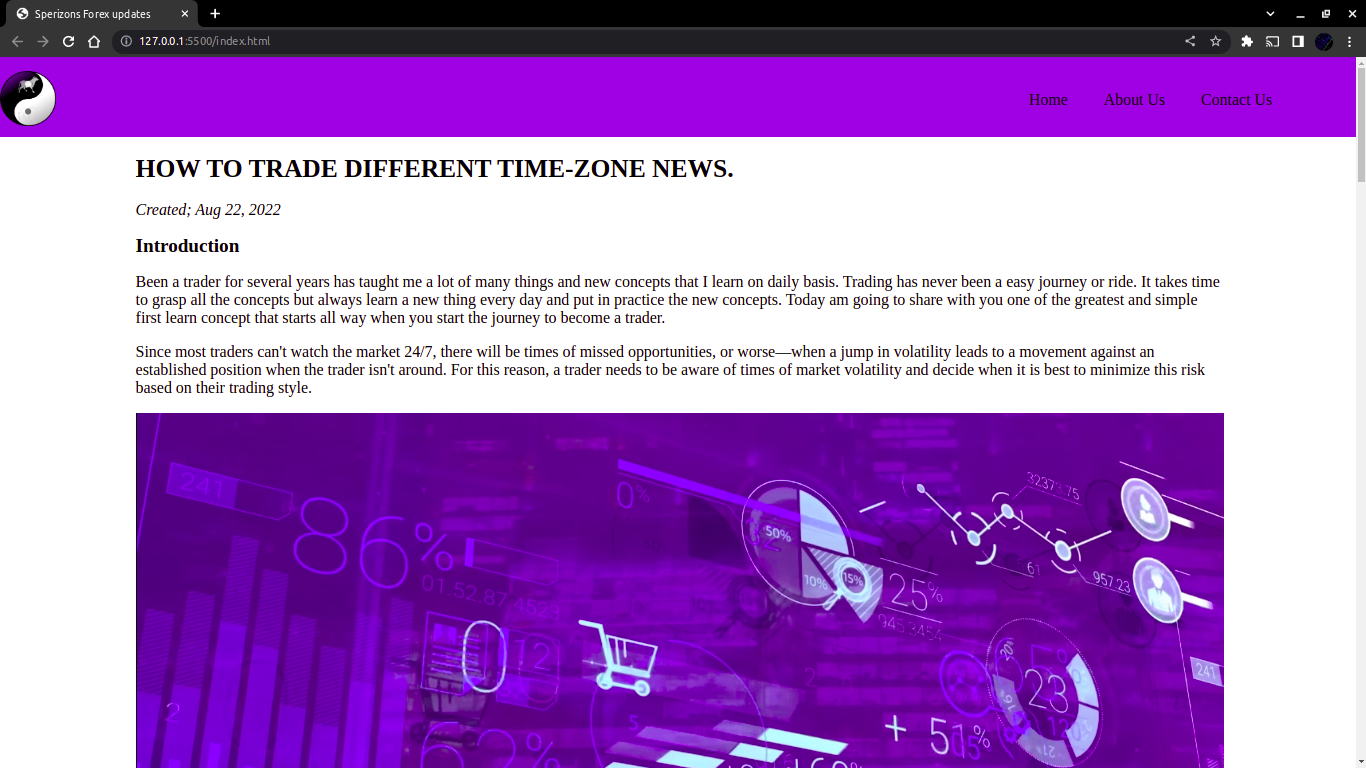 Sperizons Forex updates
127.0.0.1:5500/index.html
Home About Us Contact Us
HOW TO TRADE DIFFERENT TIME-ZONE NEWS.
Created; Aug 22, 2022
Introduction
Been a trader for several years has taught me a lot of many things and new concepts that I learn on daily basis. Trading has never been a easy journey or ride. It takes time
to grasp all the concepts but always learn a new thing every day and put in practice the new concepts. Today am going to share with you one of the greatest and simple
first learn concept that starts all way when you start the journey to become a trader.
Since most traders can't watch the market 24/7, there will be times of missed opportunities, or worse—when a jump in volatility leads to a movement against an
established position when the trader isn't around. For this reason, a trader needs to be aware of times of market volatility and decide when it is best to minimize this risk
based on their trading style.
241
0%
86%
50%
10%
15%
25%
945.3454
61
957.23
01.52.87.4523
012
20%
23
241
2
2
5
21%